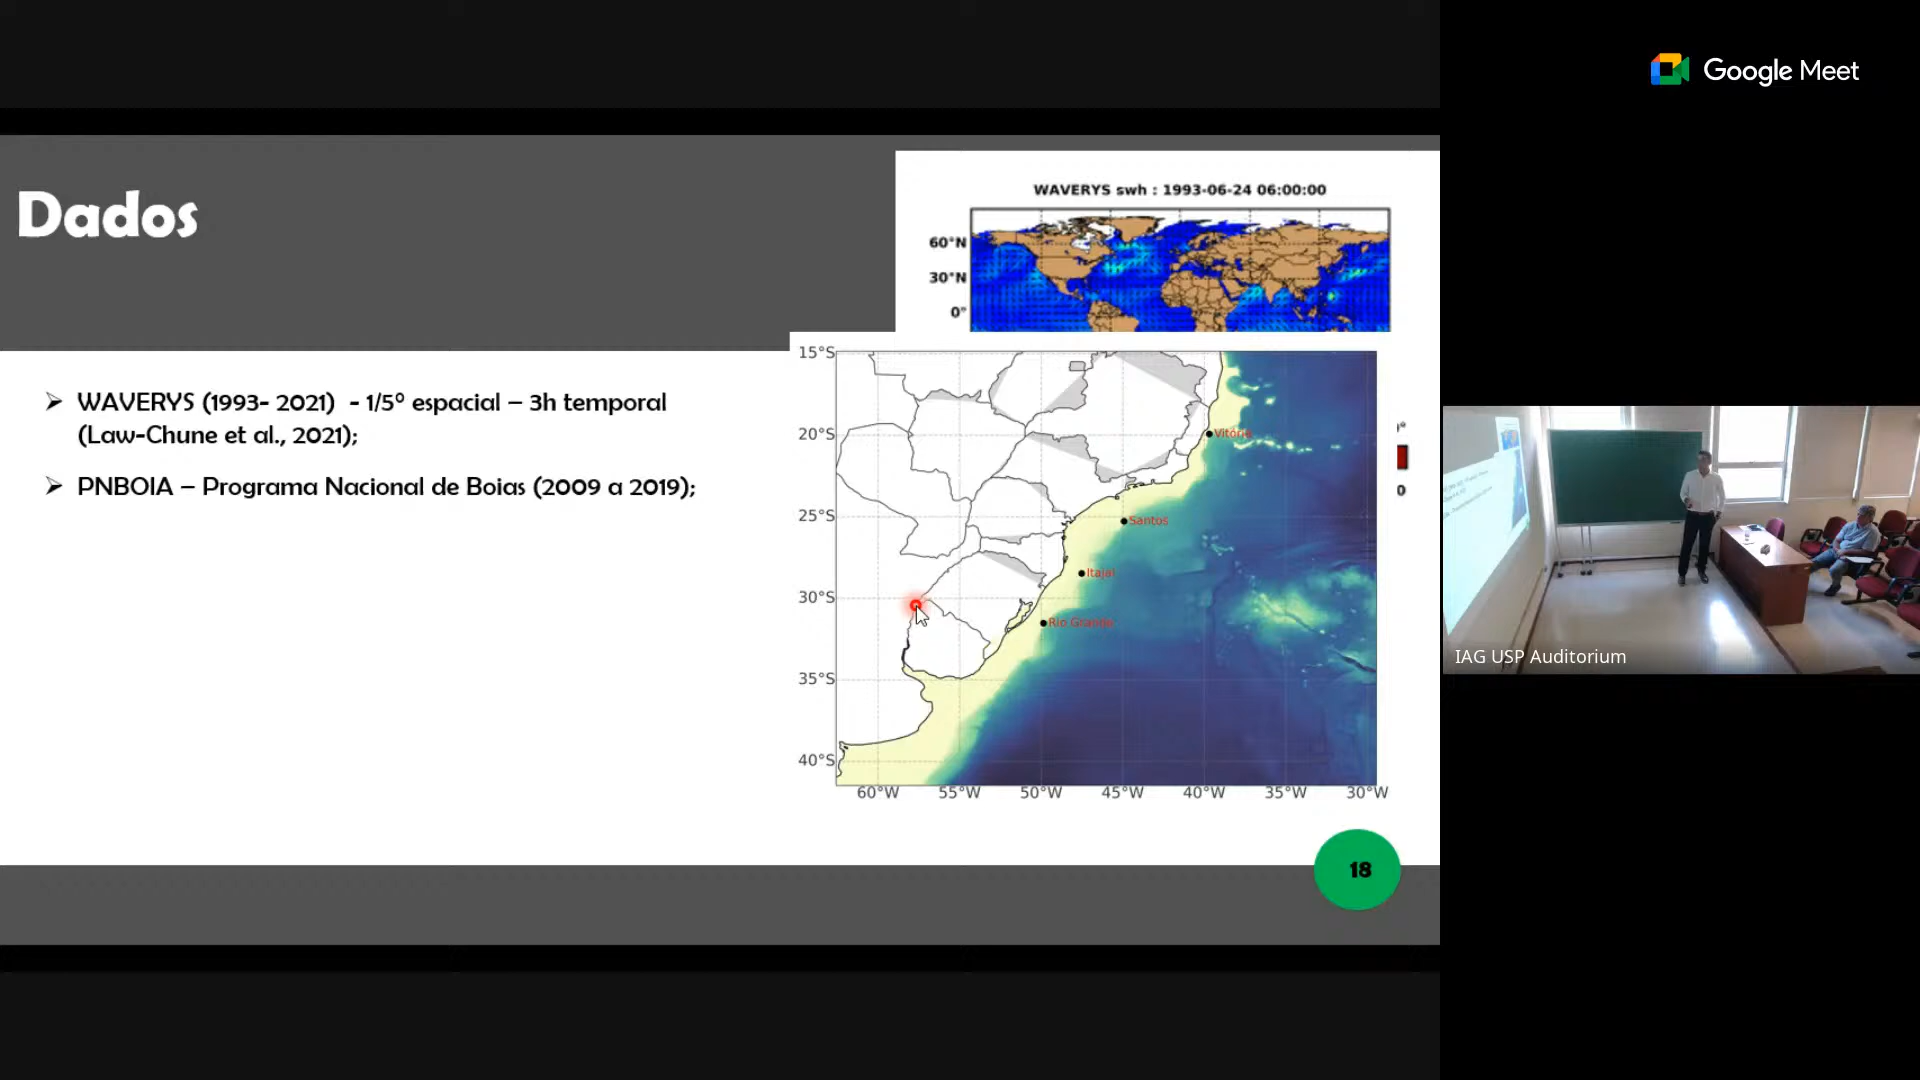 Google Meet
Dados
WAVERYS swh : 1993-06-24 06:00:00
60°N
30°N
0°
➢ WAVERYS (1993- 2021)  - 1/5º espacial – 3h temporal
(Law-Chune et al., 2021);
➢ PNBOIA – Programa Nacional de Boias (2009 a 2019);
15°S
20°S
25°S
30°S
35°S
40°S
Vitória
Santos
Itajaí
Rio Grande
0
60°W 55°W 50°W 45°W 40°W 35°W 30°W
18
IAG USP Auditorium